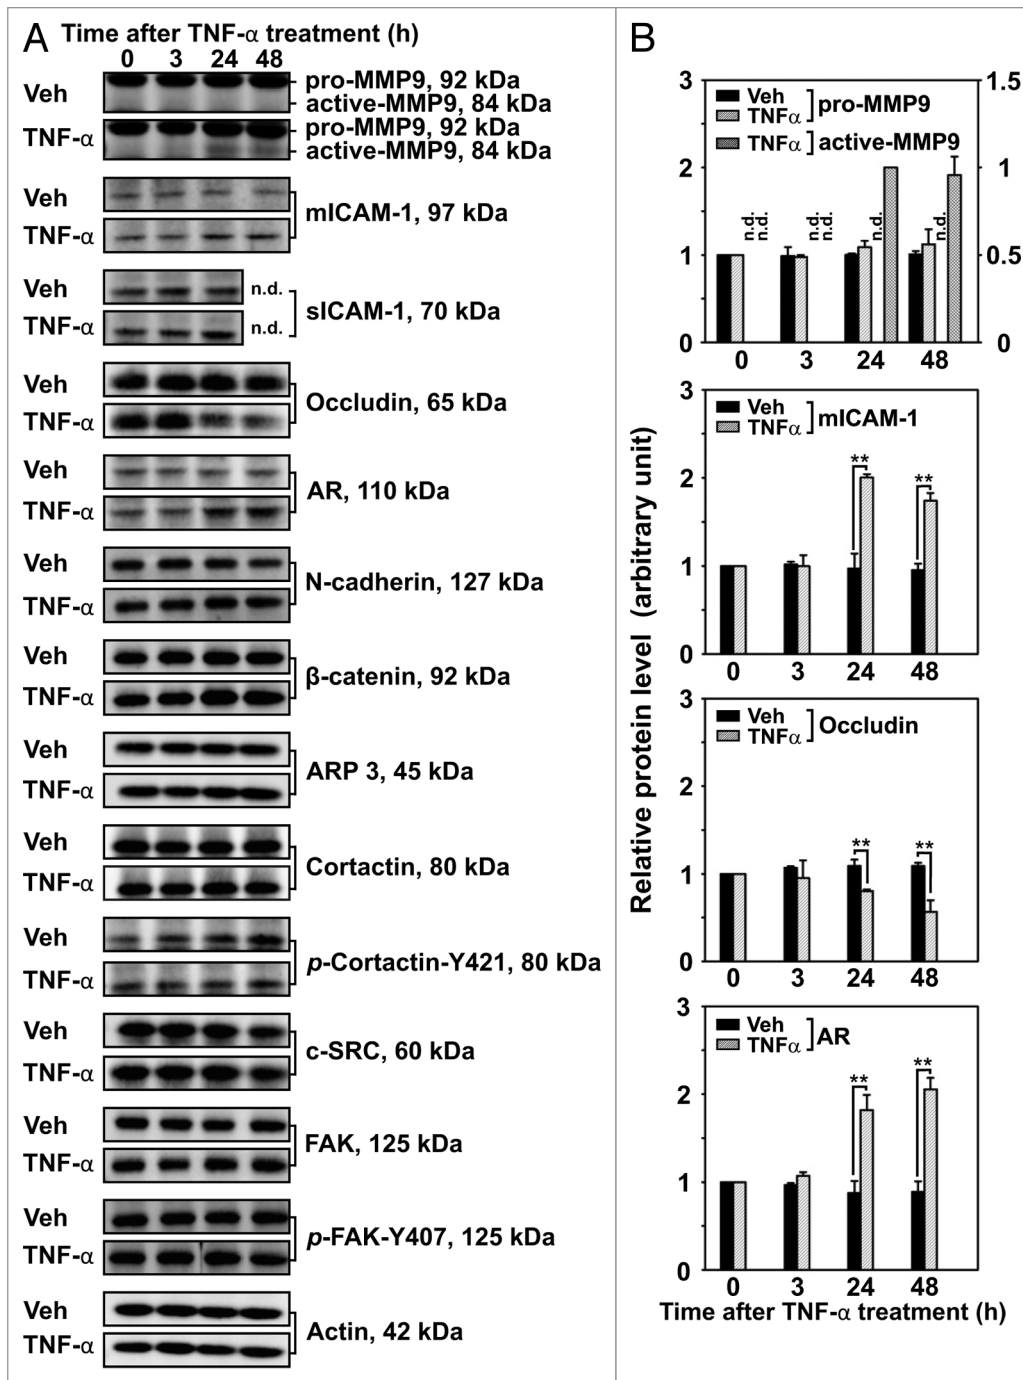 A
Time after TNF-α treatment (h)
0 3 24 48
Veh
pro-MMP9, 92 kDa
active-MMP9, 84 kDa
TNF-α
pro-MMP9, 92 kDa
active-MMP9, 84 kDa
Veh
TNF-α
mICAM-1, 97 kDa
Veh n.d.
TNF-α n.d.
sICAM-1, 70 kDa
Veh
TNF-α
Occludin, 65 kDa
Veh
TNF-α
AR, 110 kDa
Veh
TNF-α
N-cadherin, 127 kDa
Veh
TNF-α
β-catenin, 92 kDa
Veh
TNF-α
ARP 3, 45 kDa
Veh
TNF-α
Cortactin, 80 kDa
Veh
TNF-α
p-Cortactin-Y421, 80 kDa
Veh
TNF-α
c-SRC, 60 kDa
Veh
TNF-α
FAK, 125 kDa
Veh
TNF-α
p-FAK-Y407, 125 kDa
Veh
TNF-α
Actin, 42 kDa
B
Relative protein level (arbitrary unit)
3
2
1
0
1.5
1
0.5
0
Veh
TNFα
pro-MMP9
TNFα
active-MMP9
n.d.
n.d.
n.d.
n.d.
n.d.
n.d.
0 3 24 48
3
2
1
0
Veh
TNFα
mICAM-1
**
**
0 3 24 48
3
2
1
0
Veh
TNFα
Occludin
**
**
0 3 24 48
3
2
1
0
Veh
TNFα
AR
**
**
0 3 24 48
Time after TNF-α treatment (h)